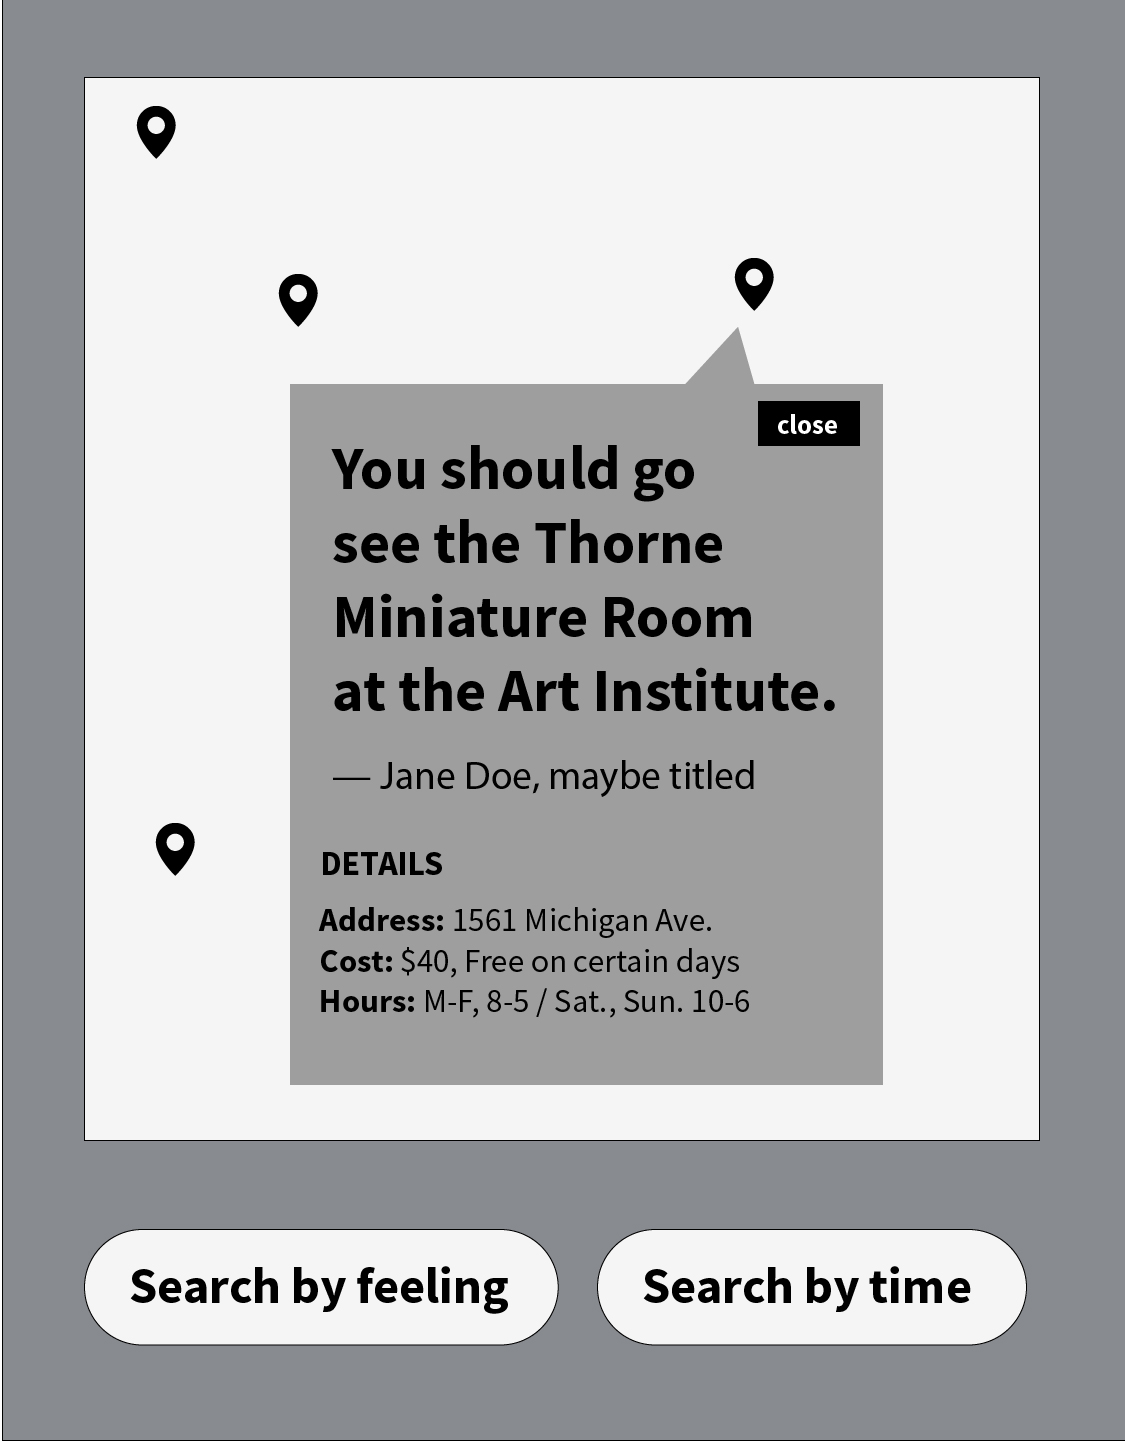 close
You should go
see the Thorne
Miniature Room
at the Art Institute.
— Jane Doe, maybe titled
DETAILS
Address: 1561 Michigan Ave.
Cost: $40, Free on certain days
Hours: M-F, 8-5 / Sat., Sun. 10-6
Search by feeling
Search by time